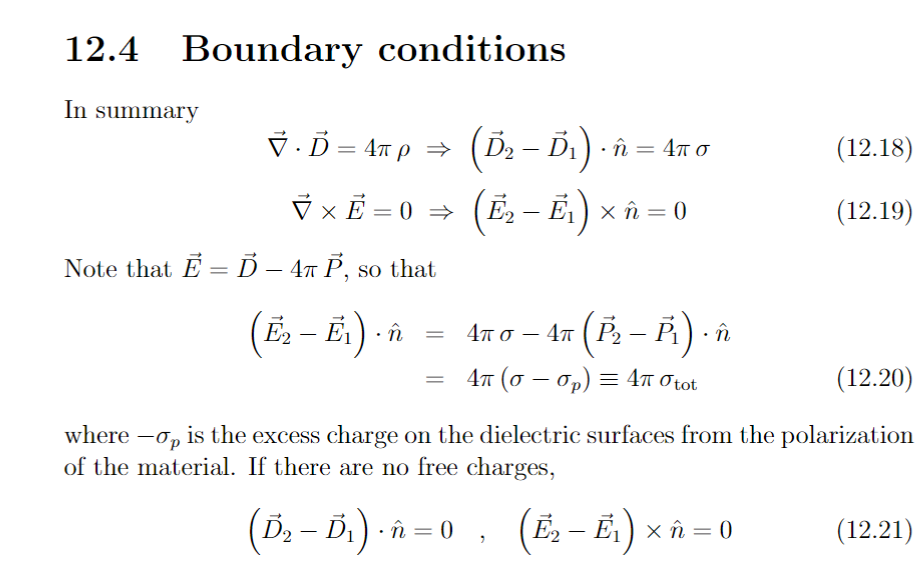 12.4 Boundary conditions
In summary
∇⃗ · D⃗ = 4π ρ ⇒ (D⃗₂ − D⃗₁) · n̂ = 4π σ (12.18)
∇⃗ × E⃗ = 0 ⇒ (E⃗₂ − E⃗₁) × n̂ = 0 (12.19)
Note that E⃗ = D⃗ − 4π P⃗, so that
(E⃗₂ − E⃗₁) · n̂ = 4π σ − 4π (P⃗₂ − P⃗₁) · n̂
= 4π (σ − σₚ) ≡ 4π σ_tot (12.20)
where −σₚ is the excess charge on the dielectric surfaces from the polarization
of the material. If there are no free charges,
(D⃗₂ − D⃗₁) · n̂ = 0 , (E⃗₂ − E⃗₁) × n̂ = 0 (12.21)